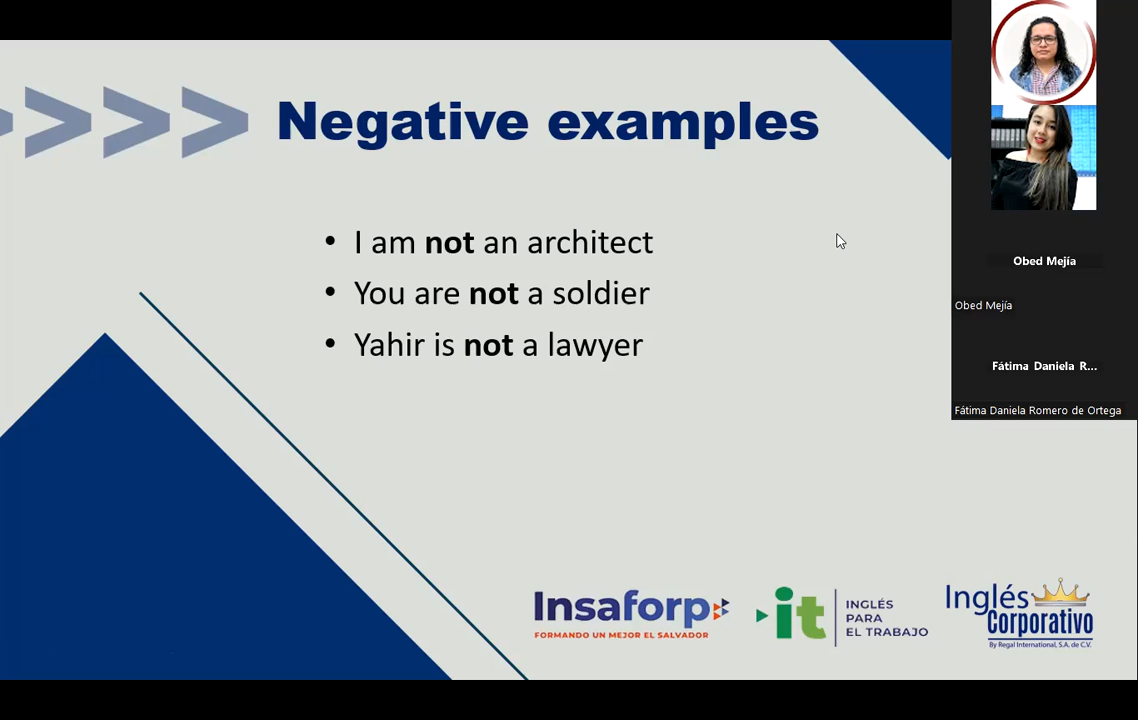 Negative examples
• I am not an architect
• You are not a soldier
• Yahir is not a lawyer
Obed Mejía
Obed Mejía
Fátima Daniela R...
Fátima Daniela Romero de Ortega
Insaforp
FORMANDO UN MEJOR EL SALVADOR
it
INGLÉS
PARA
EL TRABAJO
Inglés
Corporativo
By Regal International, S.A. de C.V.